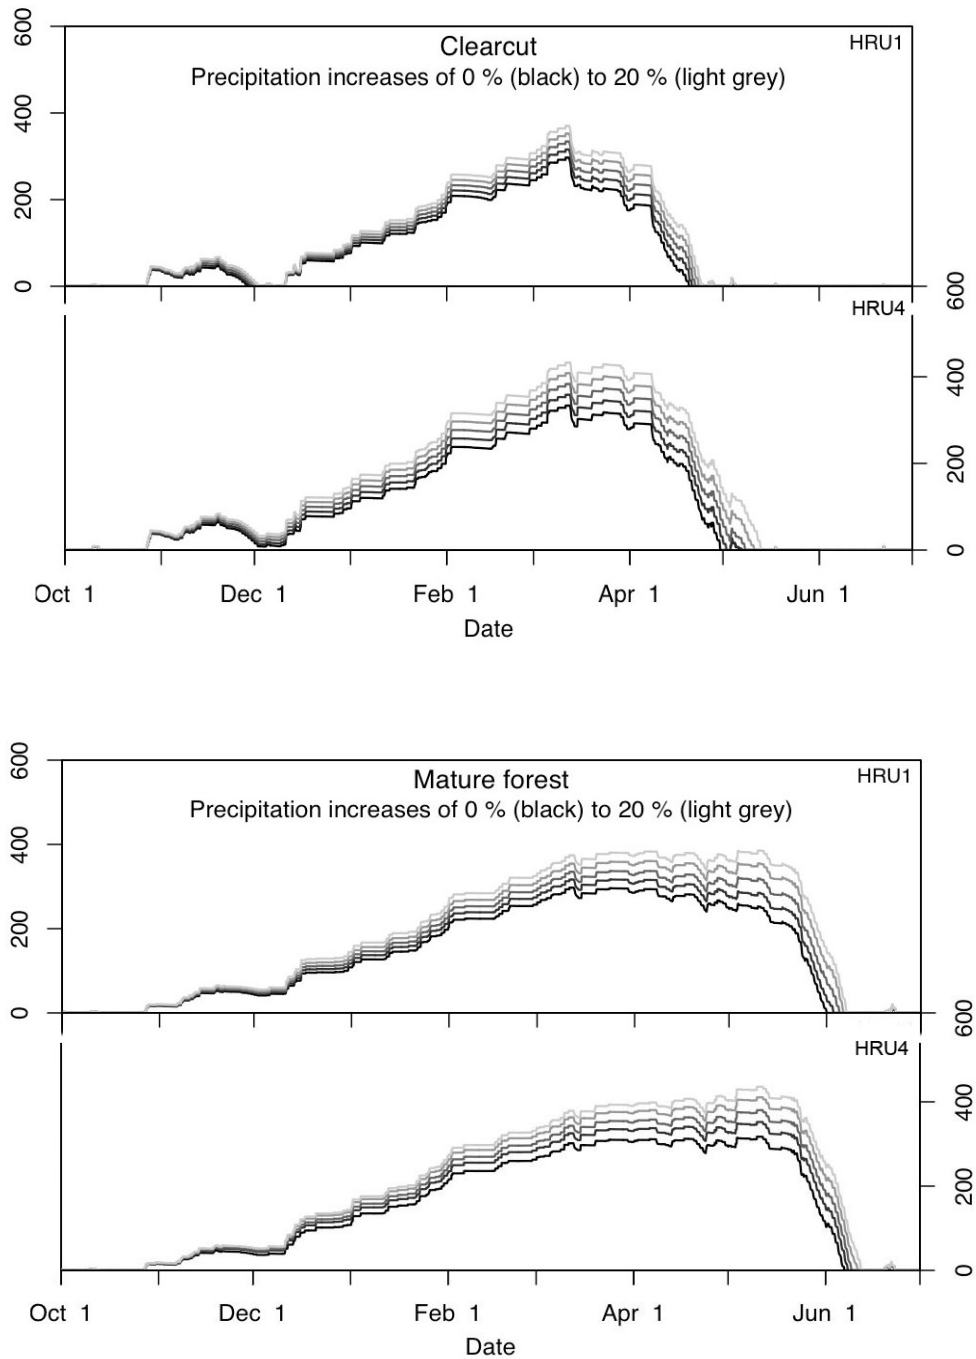 600
Clearcut
HRU1
Precipitation increases of 0 % (black) to 20 % (light grey)
400
200
0
600
HRU4
400
200
0
Oct 1 Dec 1 Feb 1 Apr 1 Jun 1
Date
600
Mature forest
HRU1
Precipitation increases of 0 % (black) to 20 % (light grey)
400
200
0
600
HRU4
400
200
0
Oct 1 Dec 1 Feb 1 Apr 1 Jun 1
Date